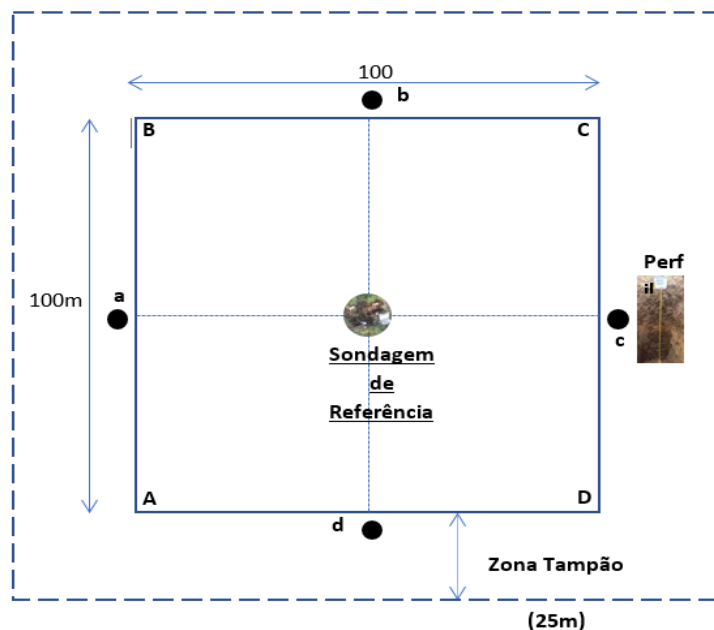 100
b
B
C
Perf
il
a
100m
c
Sondagem
de
Referência
A
D
d
Zona Tampão
(25m)